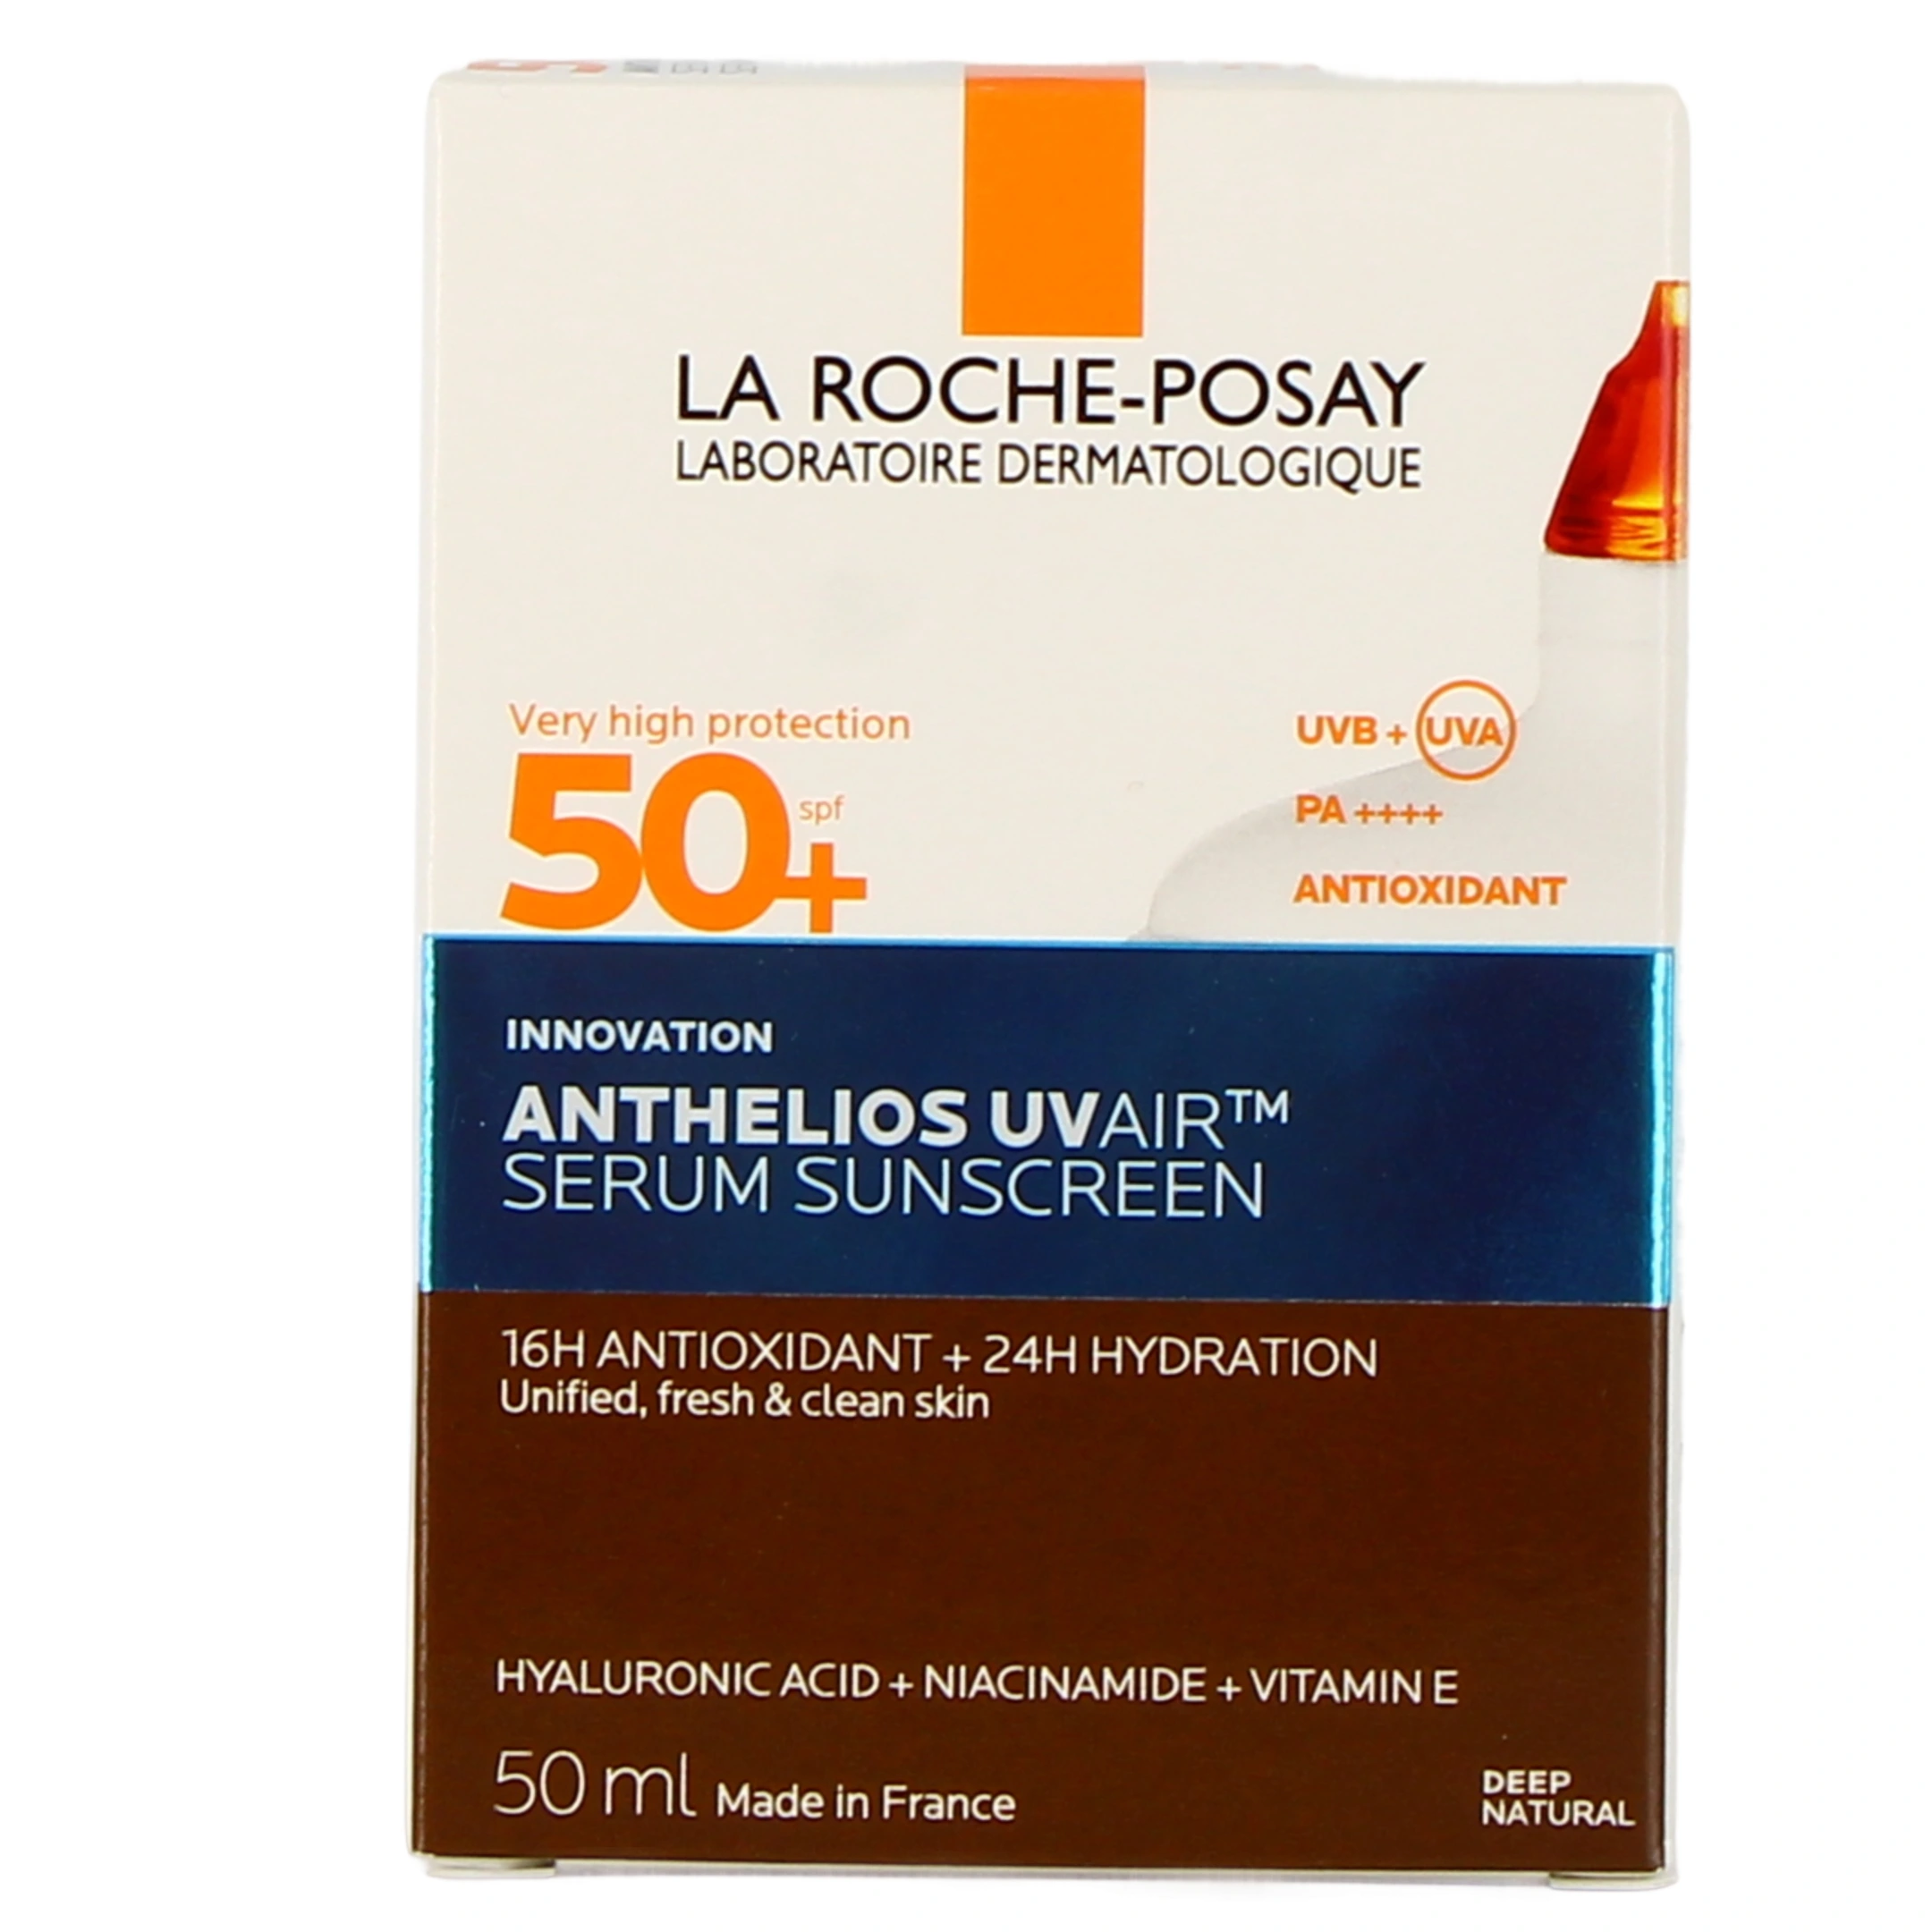 LA ROCHE-POSAY
LABORATOIRE DERMATOLOGIQUE
Very high protection
50+ spf
UVB + UVA
PA ++++
ANTIOXIDANT
INNOVATION
ANTHELIOS UVAIR™
SERUM SUNSCREEN
16H ANTIOXIDANT + 24H HYDRATION
Unified, fresh & clean skin
HYALURONIC ACID + NIACINAMIDE + VITAMIN E
50 ml Made in France
DEEP
NATURAL